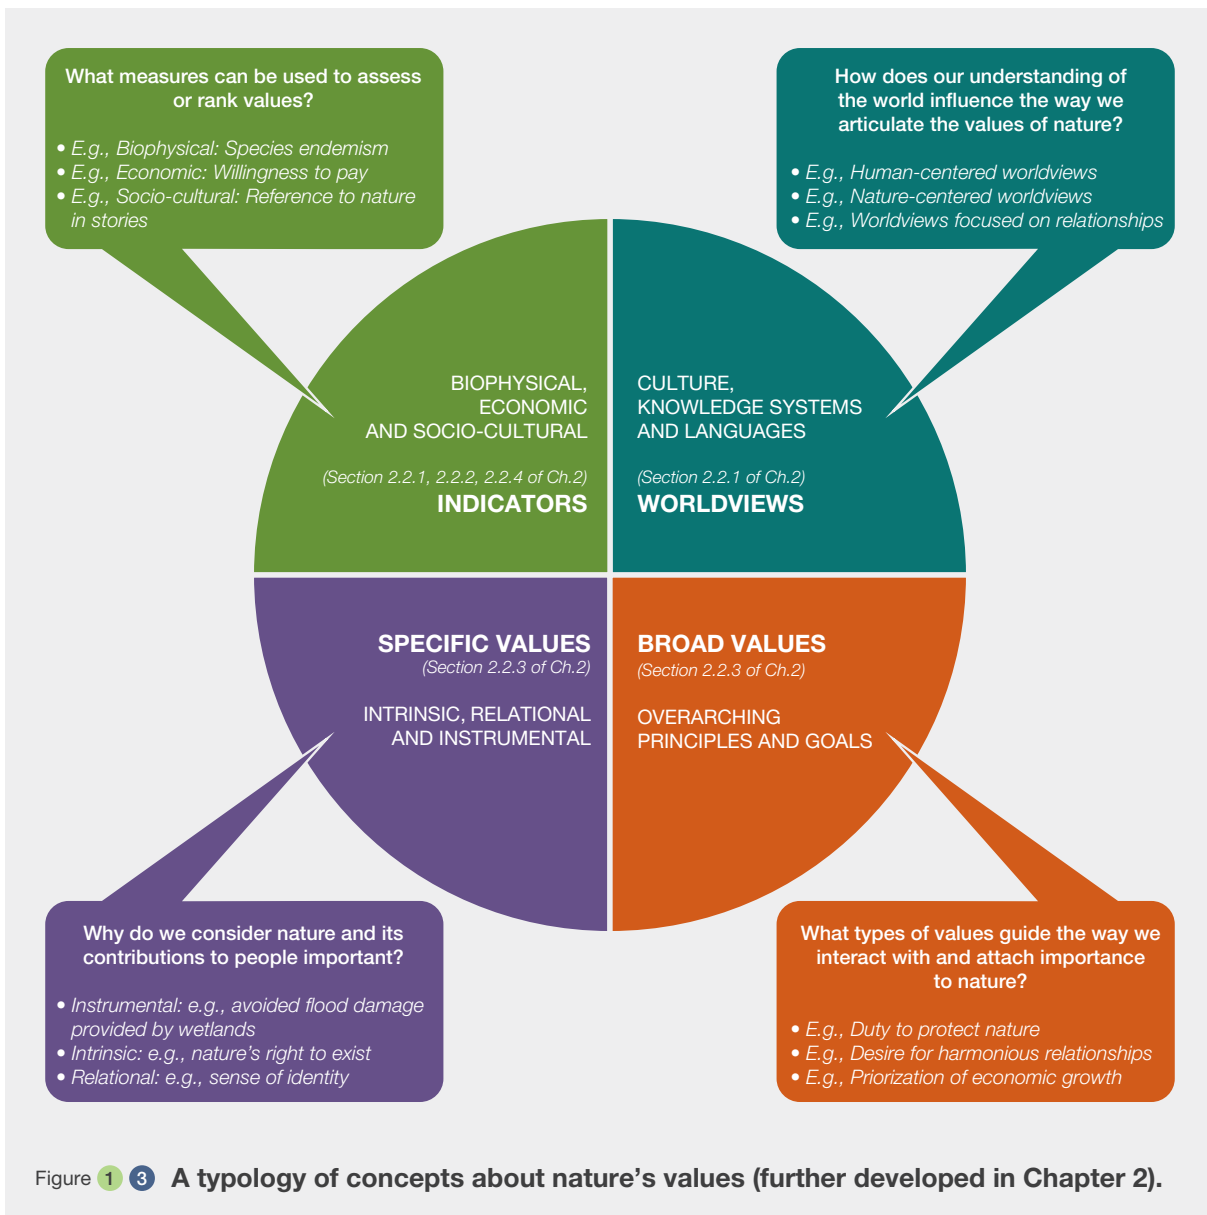 What measures can be used to assess
or rank values?
• E.g., Biophysical: Species endemism
• E.g., Economic: Willingness to pay
• E.g., Socio-cultural: Reference to nature
in stories
How does our understanding of
the world influence the way we
articulate the values of nature?
• E.g., Human-centered worldviews
• E.g., Nature-centered worldviews
• E.g., Worldviews focused on relationships
BIOPHYSICAL,
ECONOMIC
AND SOCIO-CULTURAL
(Section 2.2.1, 2.2.2, 2.2.4 of Ch.2)
INDICATORS
CULTURE,
KNOWLEDGE SYSTEMS
AND LANGUAGES
(Section 2.2.1 of Ch.2)
WORLDVIEWS
SPECIFIC VALUES
(Section 2.2.3 of Ch.2)
INTRINSIC, RELATIONAL
AND INSTRUMENTAL
BROAD VALUES
(Section 2.2.3 of Ch.2)
OVERARCHING
PRINCIPLES AND GOALS
Why do we consider nature and its
contributions to people important?
• Instrumental: e.g., avoided flood damage
provided by wetlands
• Intrinsic: e.g., nature's right to exist
• Relational: e.g., sense of identity
What types of values guide the way we
interact with and attach importance
to nature?
• E.g., Duty to protect nature
• E.g., Desire for harmonious relationships
• E.g., Priorization of economic growth
Figure 1 3 A typology of concepts about nature's values (further developed in Chapter 2).